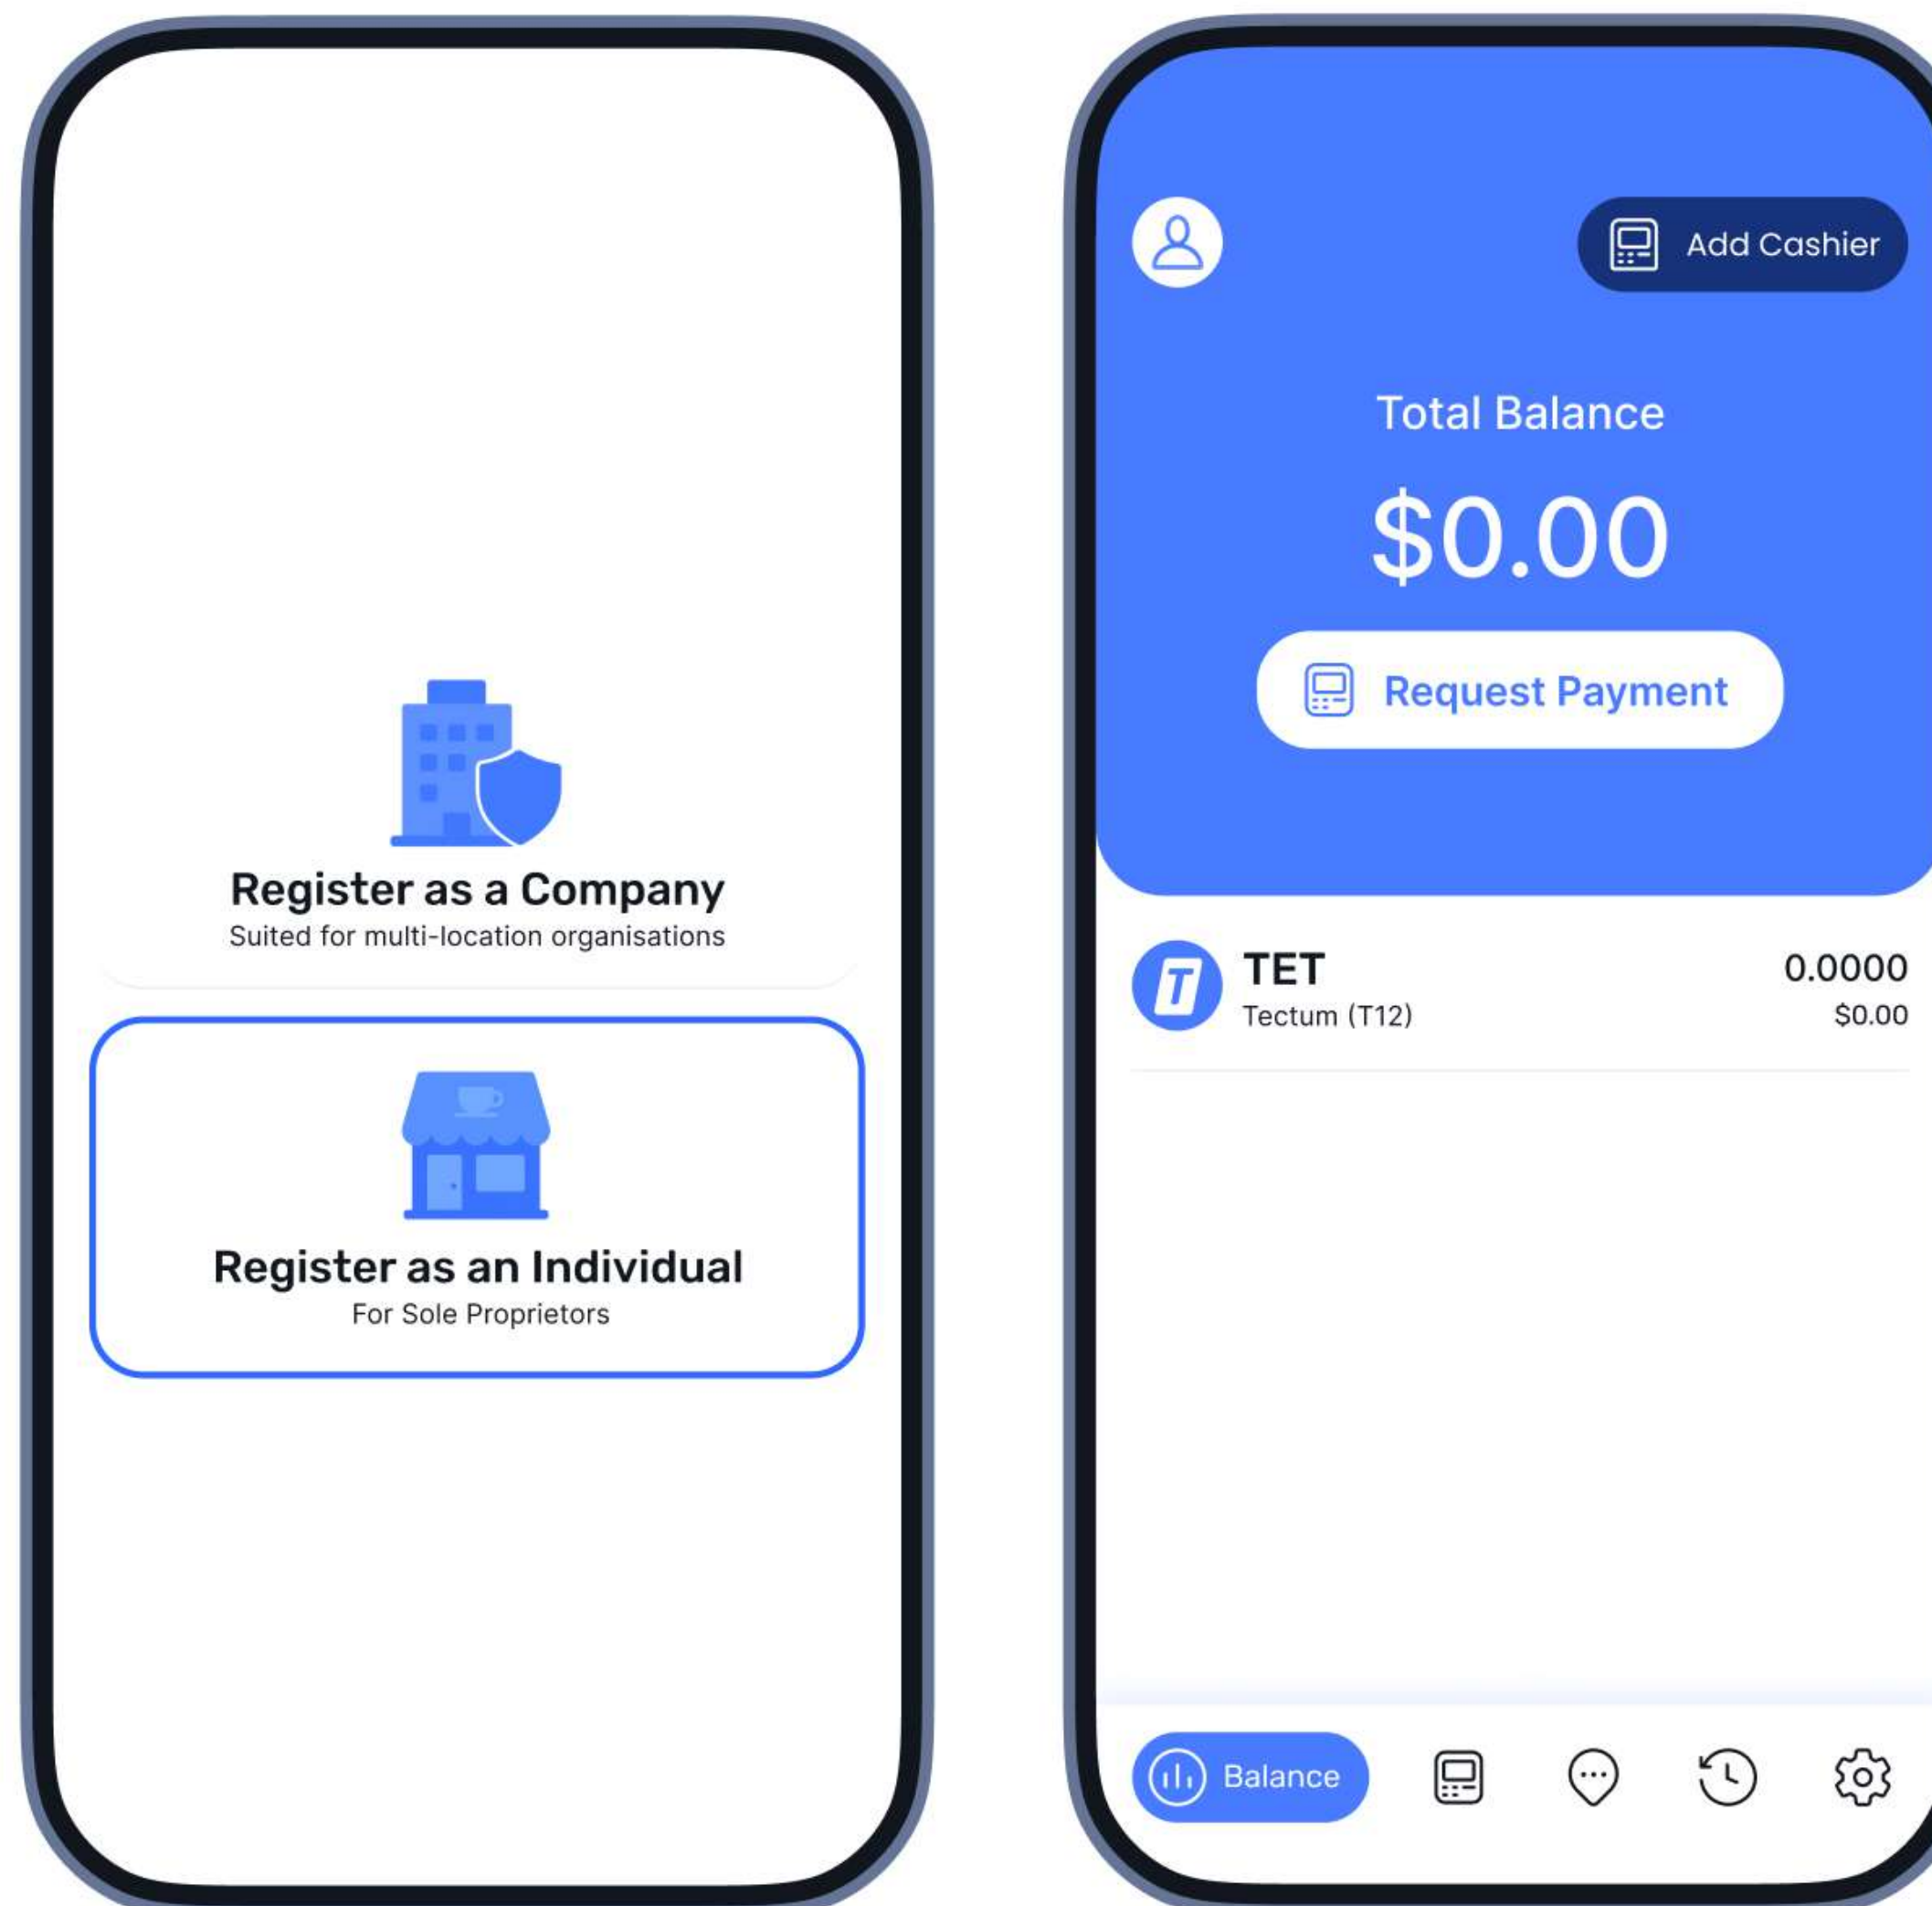 Register as a Company
Suited for multi-location organisations
Register as an Individual
For Sole Proprietors
Add Cashier
Total Balance
$0.00
Request Payment
T
TET
0.0000
Tectum (T12)
$0.00
Balance